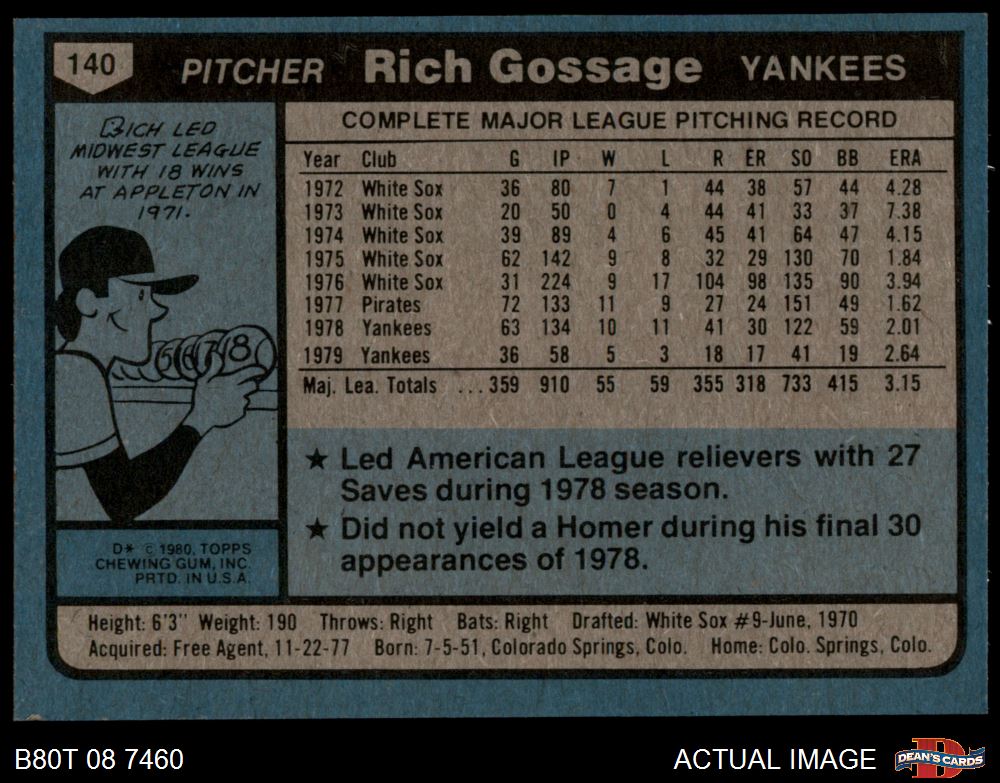 140 PITCHER Rich Gossage YANKEES
RICH LED
MIDWEST LEAGUE
WITH 18 WINS
AT APPLETON IN
1971.
5 6 7 8
D* © 1980, TOPPS
CHEWING GUM, INC.
PRTD. IN U.S.A.
COMPLETE MAJOR LEAGUE PITCHING RECORD
Year Club G IP W L R ER SO BB ERA
1972 White Sox 36 80 7 1 44 38 57 44 4.28
1973 White Sox 20 50 0 4 44 41 33 37 7.38
1974 White Sox 39 89 4 6 45 41 64 47 4.15
1975 White Sox 62 142 9 8 32 29 130 70 1.84
1976 White Sox 31 224 9 17 104 98 135 90 3.94
1977 Pirates 72 133 11 9 27 24 151 49 1.62
1978 Yankees 63 134 10 11 41 30 122 59 2.01
1979 Yankees 36 58 5 3 18 17 41 19 2.64
Maj. Lea. Totals ...359 910 55 59 355 318 733 415 3.15
★ Led American League relievers with 27
Saves during 1978 season.
★ Did not yield a Homer during his final 30
appearances of 1978.
Height: 6'3" Weight: 190 Throws: Right Bats: Right Drafted: White Sox #9-June, 1970
Acquired: Free Agent, 11-22-77 Born: 7-5-51, Colorado Springs, Colo. Home: Colo. Springs, Colo.
B80T 08 7460
ACTUAL IMAGE
D
DEAN'S CARDS